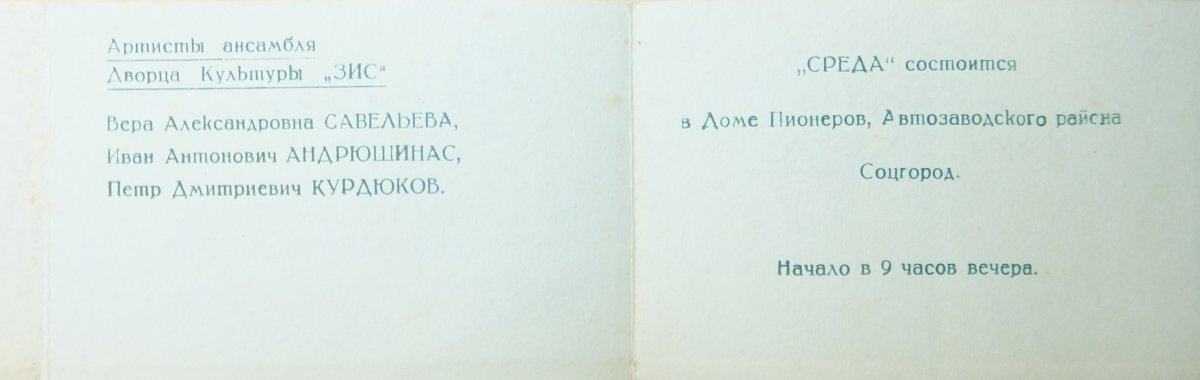 Артисты ансамбля
Дворца Культуры „ЗИС“
Вера Александровна САВЕЛЬЕВА,
Иван Антонович АНДРЮШИНАС,
Петр Дмитриевич КУРДЮКОВ.
„СРЕДА“ состоится
в Доме Пионеров, Автозаводского района
Соцгород.
Начало в 9 часов вечера.